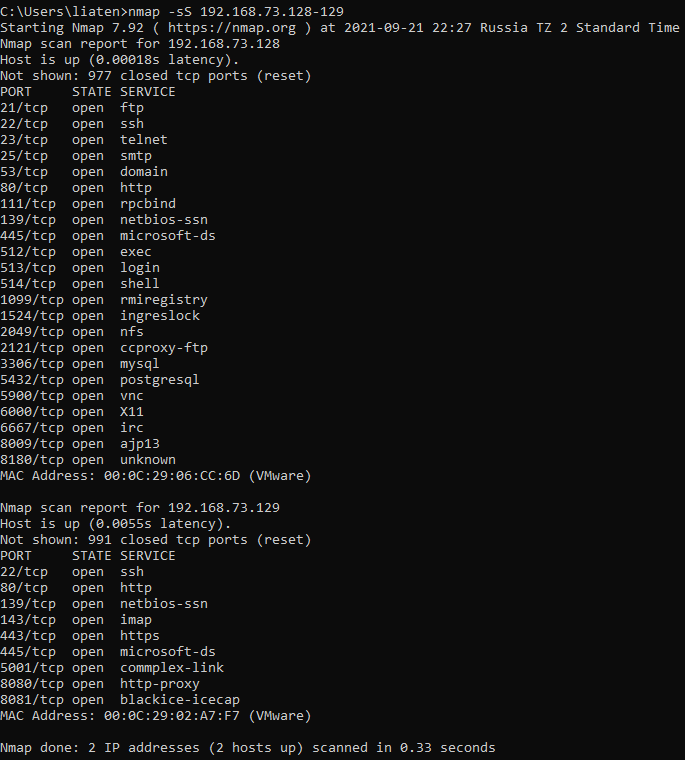 C:\Users\liaten>nmap -sS 192.168.73.128-129
Starting Nmap 7.92 ( https://nmap.org ) at 2021-09-21 22:27 Russia TZ 2 Standard Time
Nmap scan report for 192.168.73.128
Host is up (0.00018s latency).
Not shown: 977 closed tcp ports (reset)
PORT     STATE SERVICE
21/tcp   open  ftp
22/tcp   open  ssh
23/tcp   open  telnet
25/tcp   open  smtp
53/tcp   open  domain
80/tcp   open  http
111/tcp  open  rpcbind
139/tcp  open  netbios-ssn
445/tcp  open  microsoft-ds
512/tcp  open  exec
513/tcp  open  login
514/tcp  open  shell
1099/tcp open  rmiregistry
1524/tcp open  ingreslock
2049/tcp open  nfs
2121/tcp open  ccproxy-ftp
3306/tcp open  mysql
5432/tcp open  postgresql
5900/tcp open  vnc
6000/tcp open  X11
6667/tcp open  irc
8009/tcp open  ajp13
8180/tcp open  unknown
MAC Address: 00:0C:29:06:CC:6D (VMware)

Nmap scan report for 192.168.73.129
Host is up (0.0055s latency).
Not shown: 991 closed tcp ports (reset)
PORT     STATE SERVICE
22/tcp   open  ssh
80/tcp   open  http
139/tcp  open  netbios-ssn
143/tcp  open  imap
443/tcp  open  https
445/tcp  open  microsoft-ds
5001/tcp open  commplex-link
8080/tcp open  http-proxy
8081/tcp open  blackice-icecap
MAC Address: 00:0C:29:02:A7:F7 (VMware)

Nmap done: 2 IP addresses (2 hosts up) scanned in 0.33 seconds